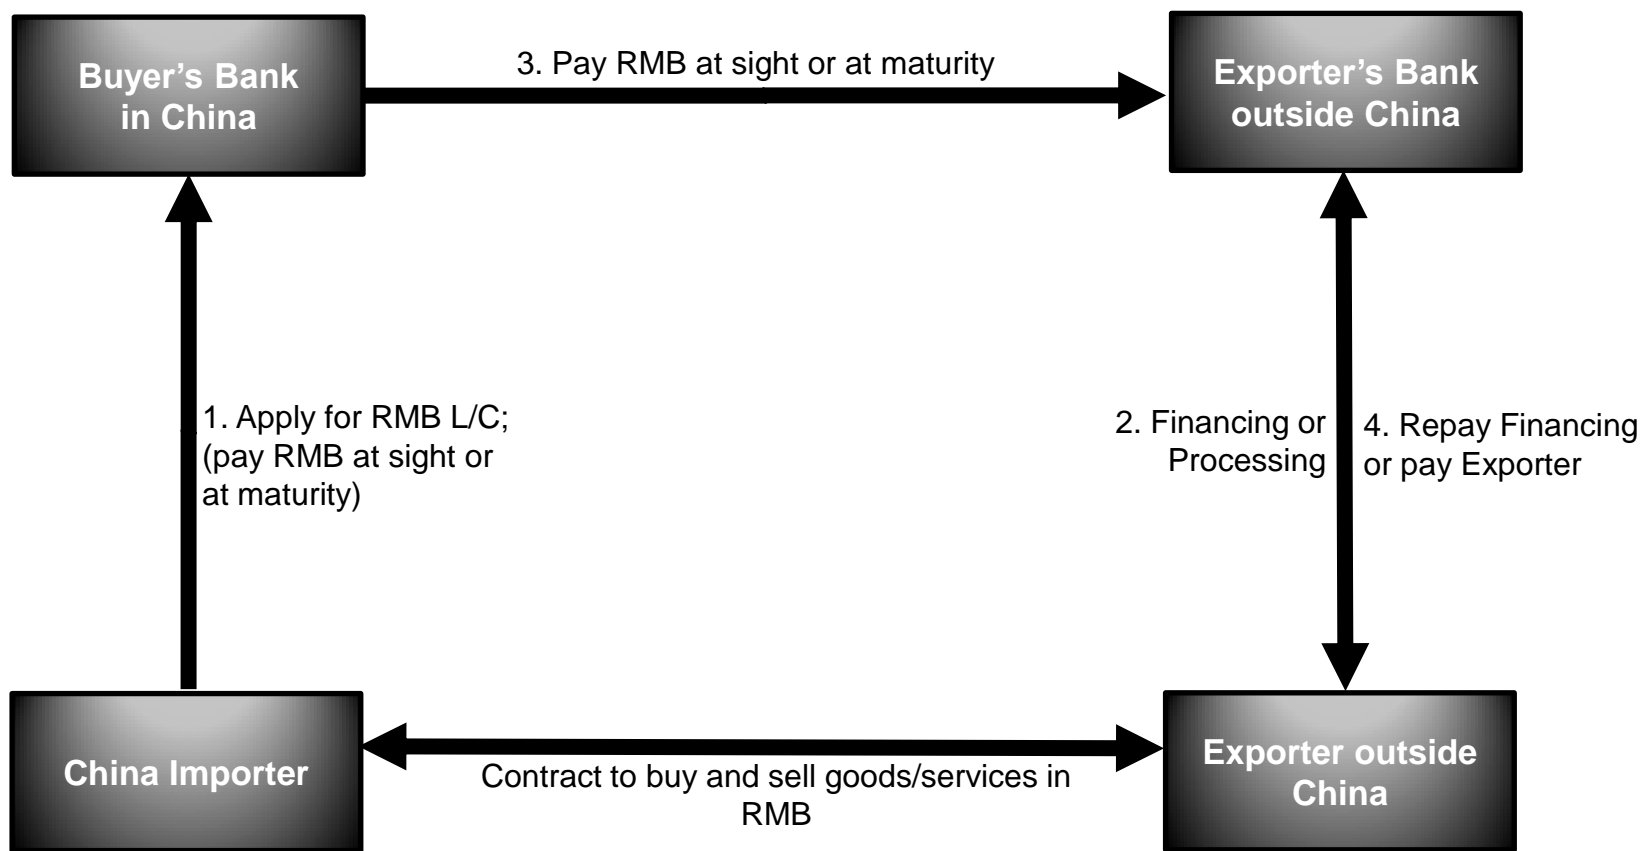 Buyer’s Bank
in China
3. Pay RMB at sight or at maturity
Exporter’s Bank
outside China
1. Apply for RMB L/C;
(pay RMB at sight or
at maturity)
2. Financing or
Processing
4. Repay Financing
or pay Exporter
China Importer
Contract to buy and sell goods/services in
RMB
Exporter outside
China